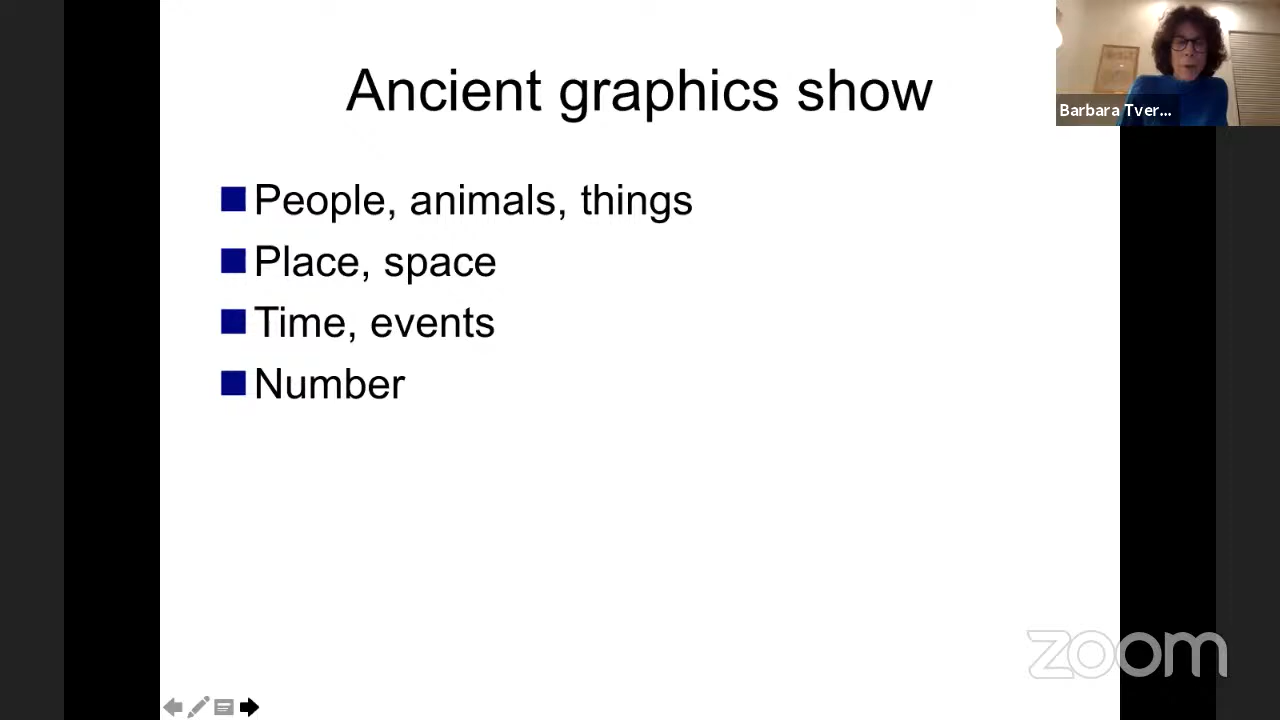 Ancient graphics show
Barbara Tver...
People, animals, things
Place, space
Time, events
Number
zoom